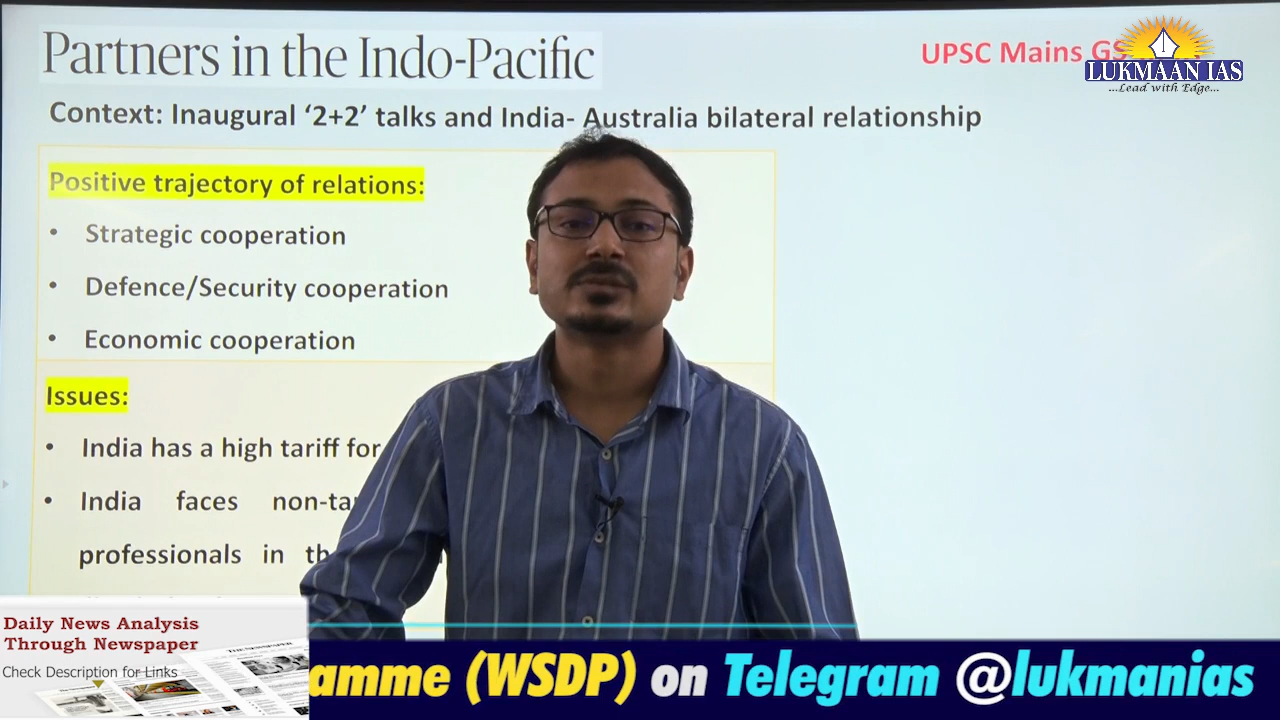 Partners in the Indo-Pacific
UPSC Mains GS
LUKMAAN IAS
...Lead with Edge...
Context: Inaugural ‘2+2’ talks and India- Australia bilateral relationship
Positive trajectory of relations:
• Strategic cooperation
• Defence/Security cooperation
• Economic cooperation
Issues:
• India has a high tariff for
• India faces
professionals in
Daily News Analysis
Through Newspaper
Check Description for Links
amme (WSDP) on Telegram @lukmanias